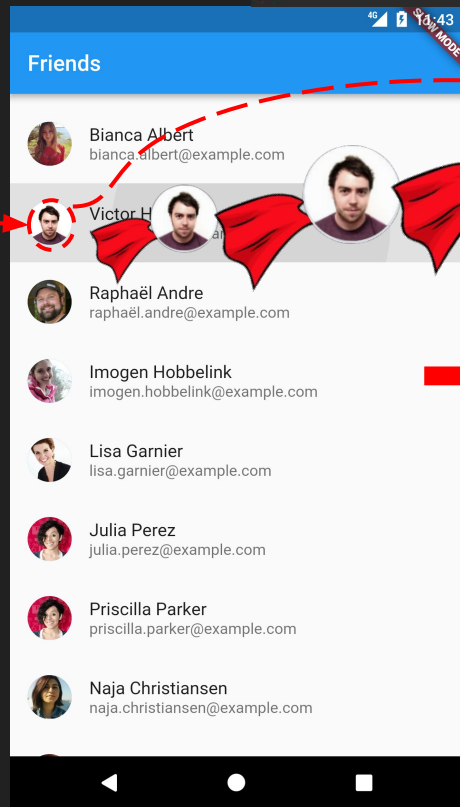 4G 11:43
SLOW MODE
Friends
Bianca Albert
bianca.albert@example.com
Victor H
Raphaël Andre
raphaël.andre@example.com
Imogen Hobbelink
imogen.hobbelink@example.com
Lisa Garnier
lisa.garnier@example.com
Julia Perez
julia.perez@example.com
Priscilla Parker
priscilla.parker@example.com
Naja Christiansen
naja.christiansen@example.com